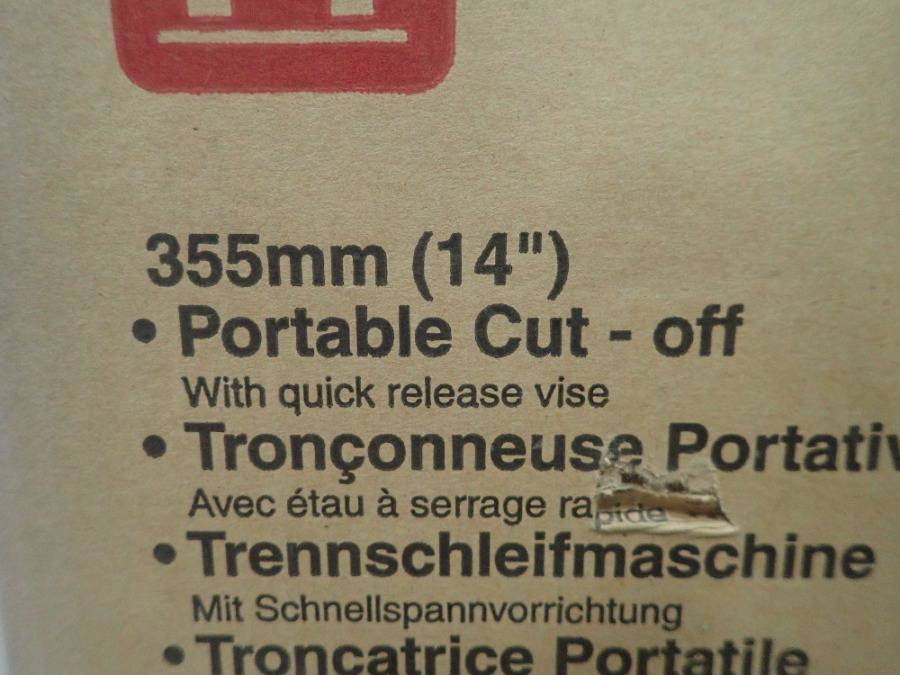 355mm (14")
• Portable Cut - off
With quick release vise
• Tronçonneuse Portativ
Avec étau à serrage rapide
• Trennschleifmaschine
Mit Schnellspannvorrichtung
• Troncatrice Portatile